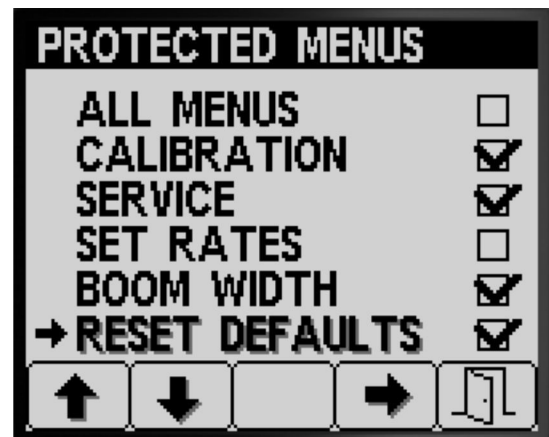 PROTECTED MENUS
ALL MENUS
CALIBRATION
SERVICE
SET RATES
BOOM WIDTH
RESET DEFAULTS